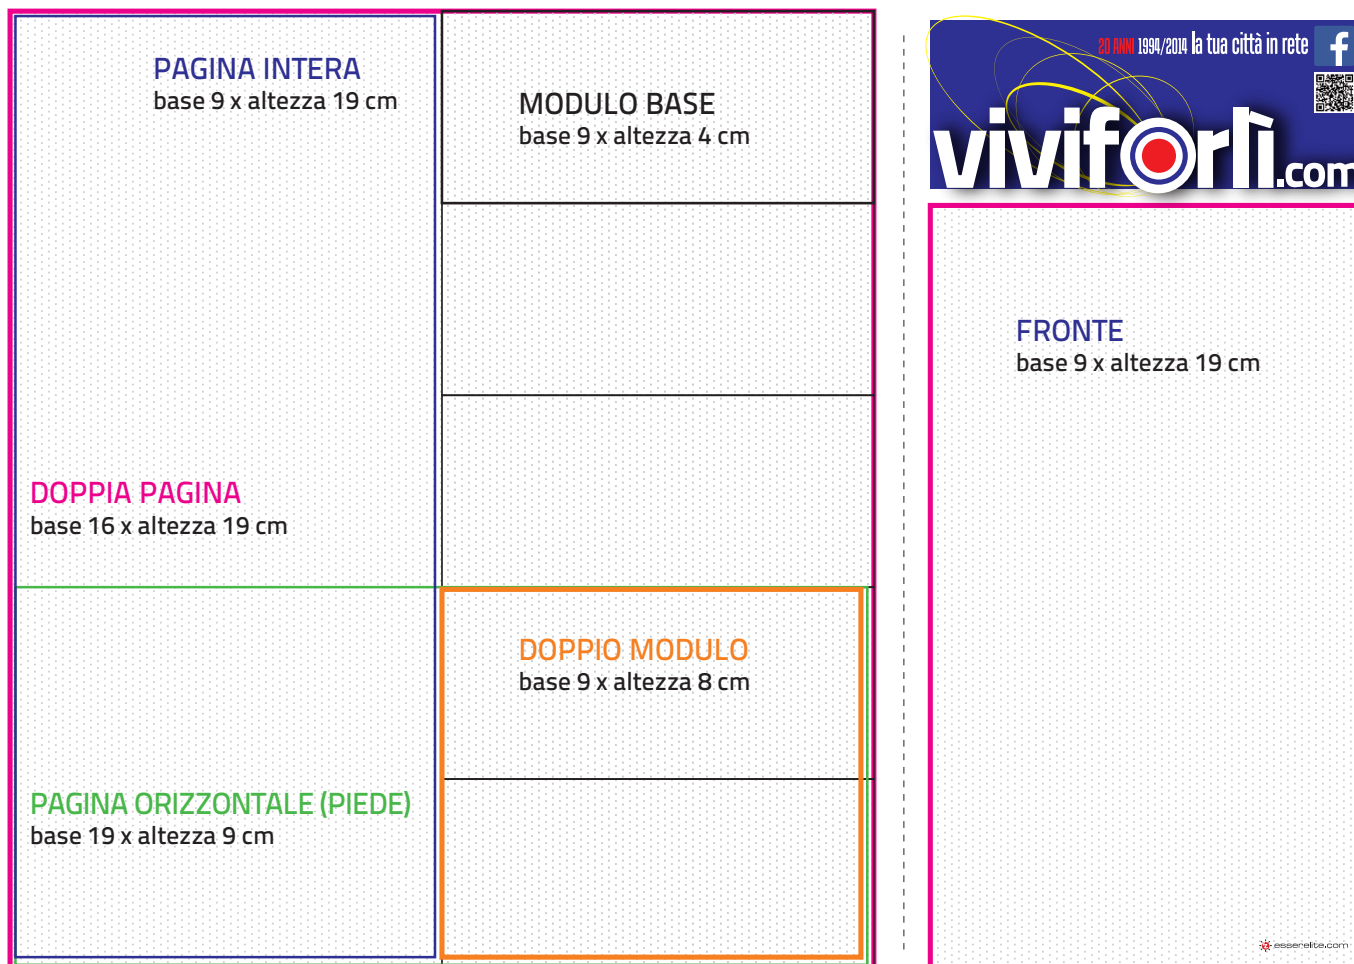 PAGINA INTERA
base 9 x altezza 19 cm
MODULO BASE
base 9 x altezza 4 cm
DOPPIA PAGINA
base 16 x altezza 19 cm
DOPPIO MODULO
base 9 x altezza 8 cm
PAGINA ORIZZONTALE (PIEDE)
base 19 x altezza 9 cm
20 ANNI 1994/2014 la tua città in rete
f
viviforlì.com
FRONTE
base 9 x altezza 19 cm
esserelite.com